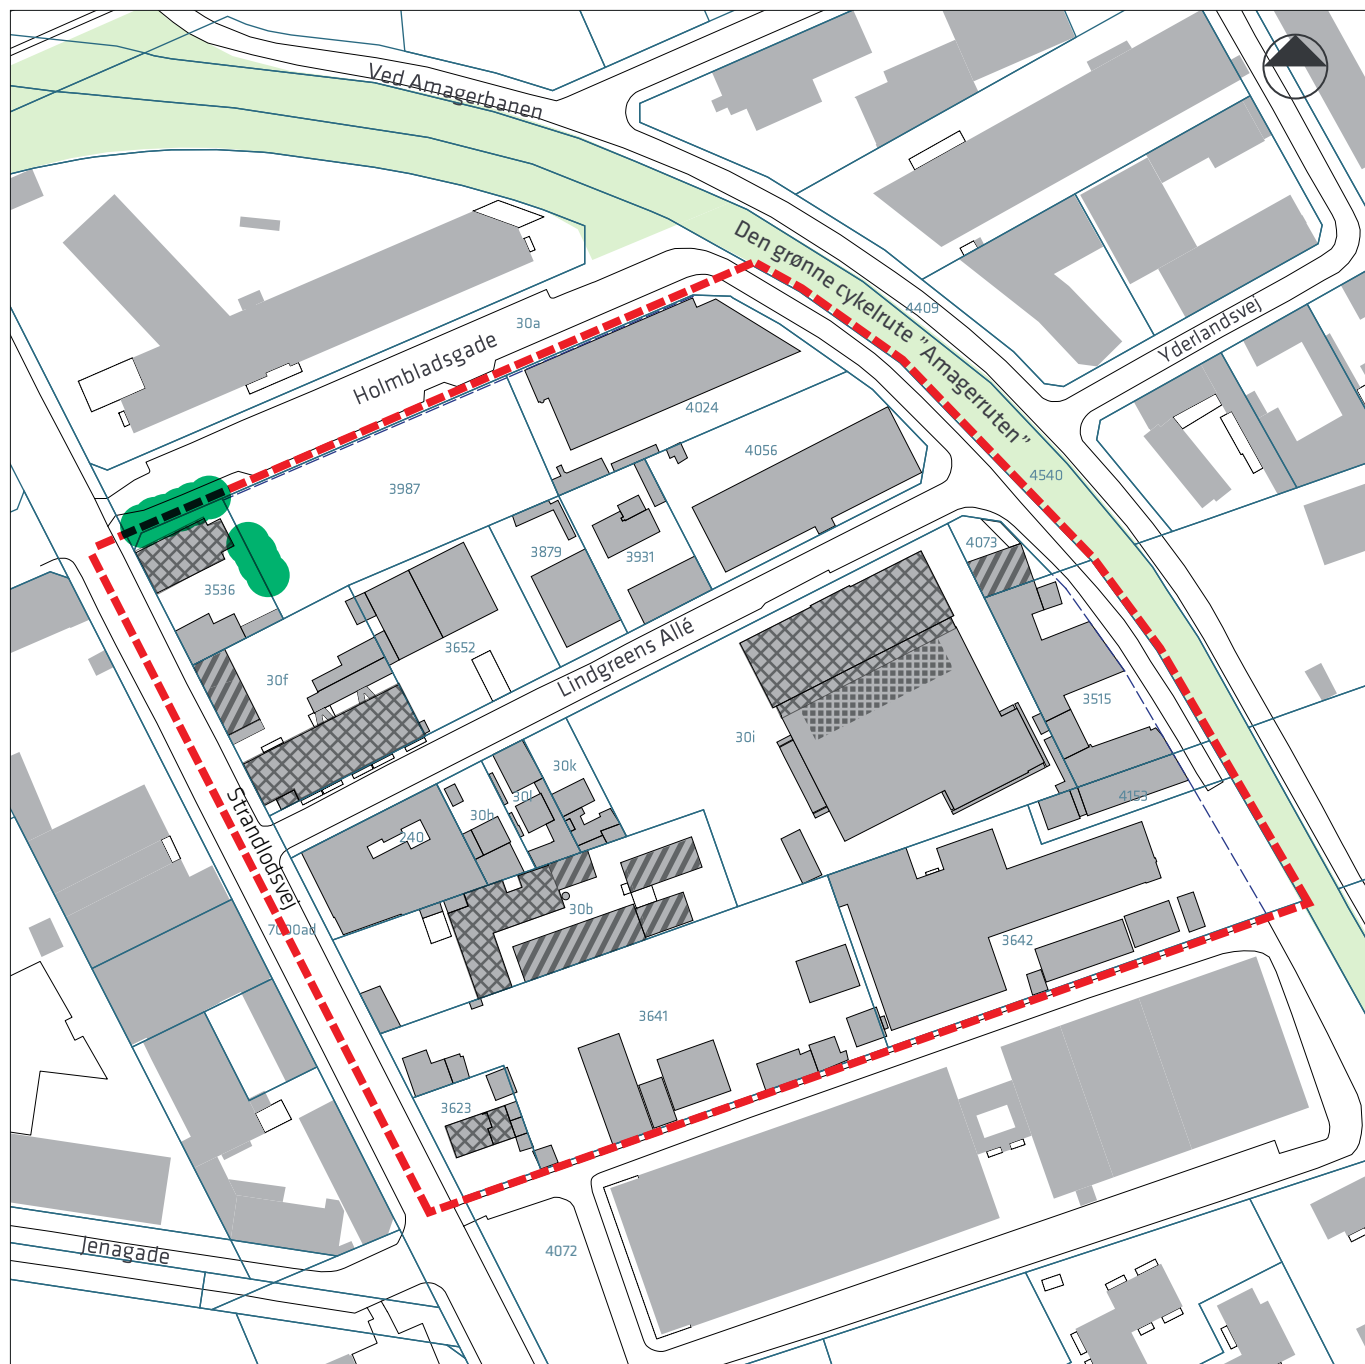 Ved Amagerbanen
Den grønne cykelrute "Amagerruten"
4409
Yderlandsvej
30a
Holmbladsgade
4024
4056
4540
3987
3879
3931
4073
3536
3652
30f
Lindgreens Allé
3515
30i
30k
30l
30h
4153
Strandlodsvej
240
30b
7000ad
3642
3641
3623
4072
Jenagade